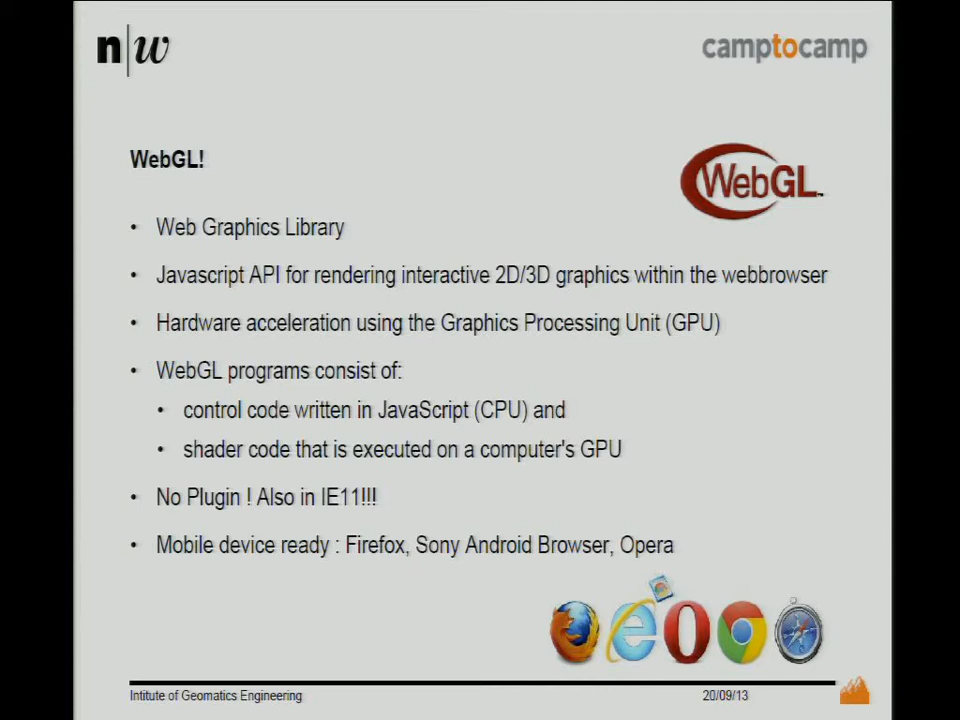 n|w
camptocamp
WebGL!
WebGL™
• Web Graphics Library
• Javascript API for rendering interactive 2D/3D graphics within the webbrowser
• Hardware acceleration using the Graphics Processing Unit (GPU)
• WebGL programs consist of:
• control code written in JavaScript (CPU) and
• shader code that is executed on a computer's GPU
• No Plugin ! Also in IE11!!!
• Mobile device ready : Firefox, Sony Android Browser, Opera
Intitute of Geomatics Engineering
20/09/13